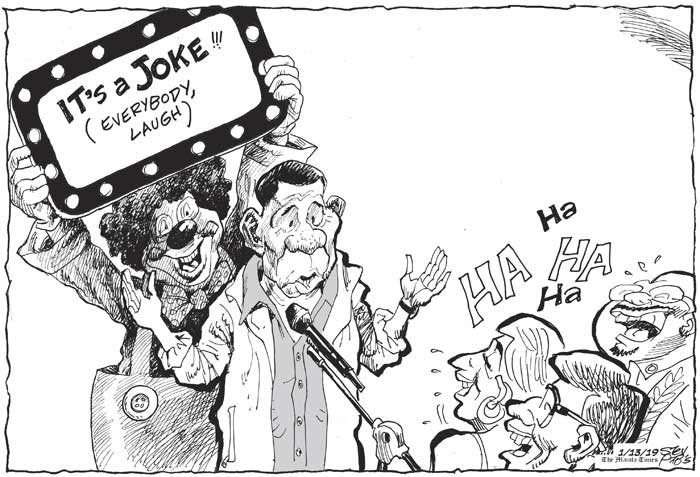 IT'S a JOKE!!!
(EVERYBODY,
LAUGH)
Ha
HA HA
Ha
1/13/19
The Manila Times